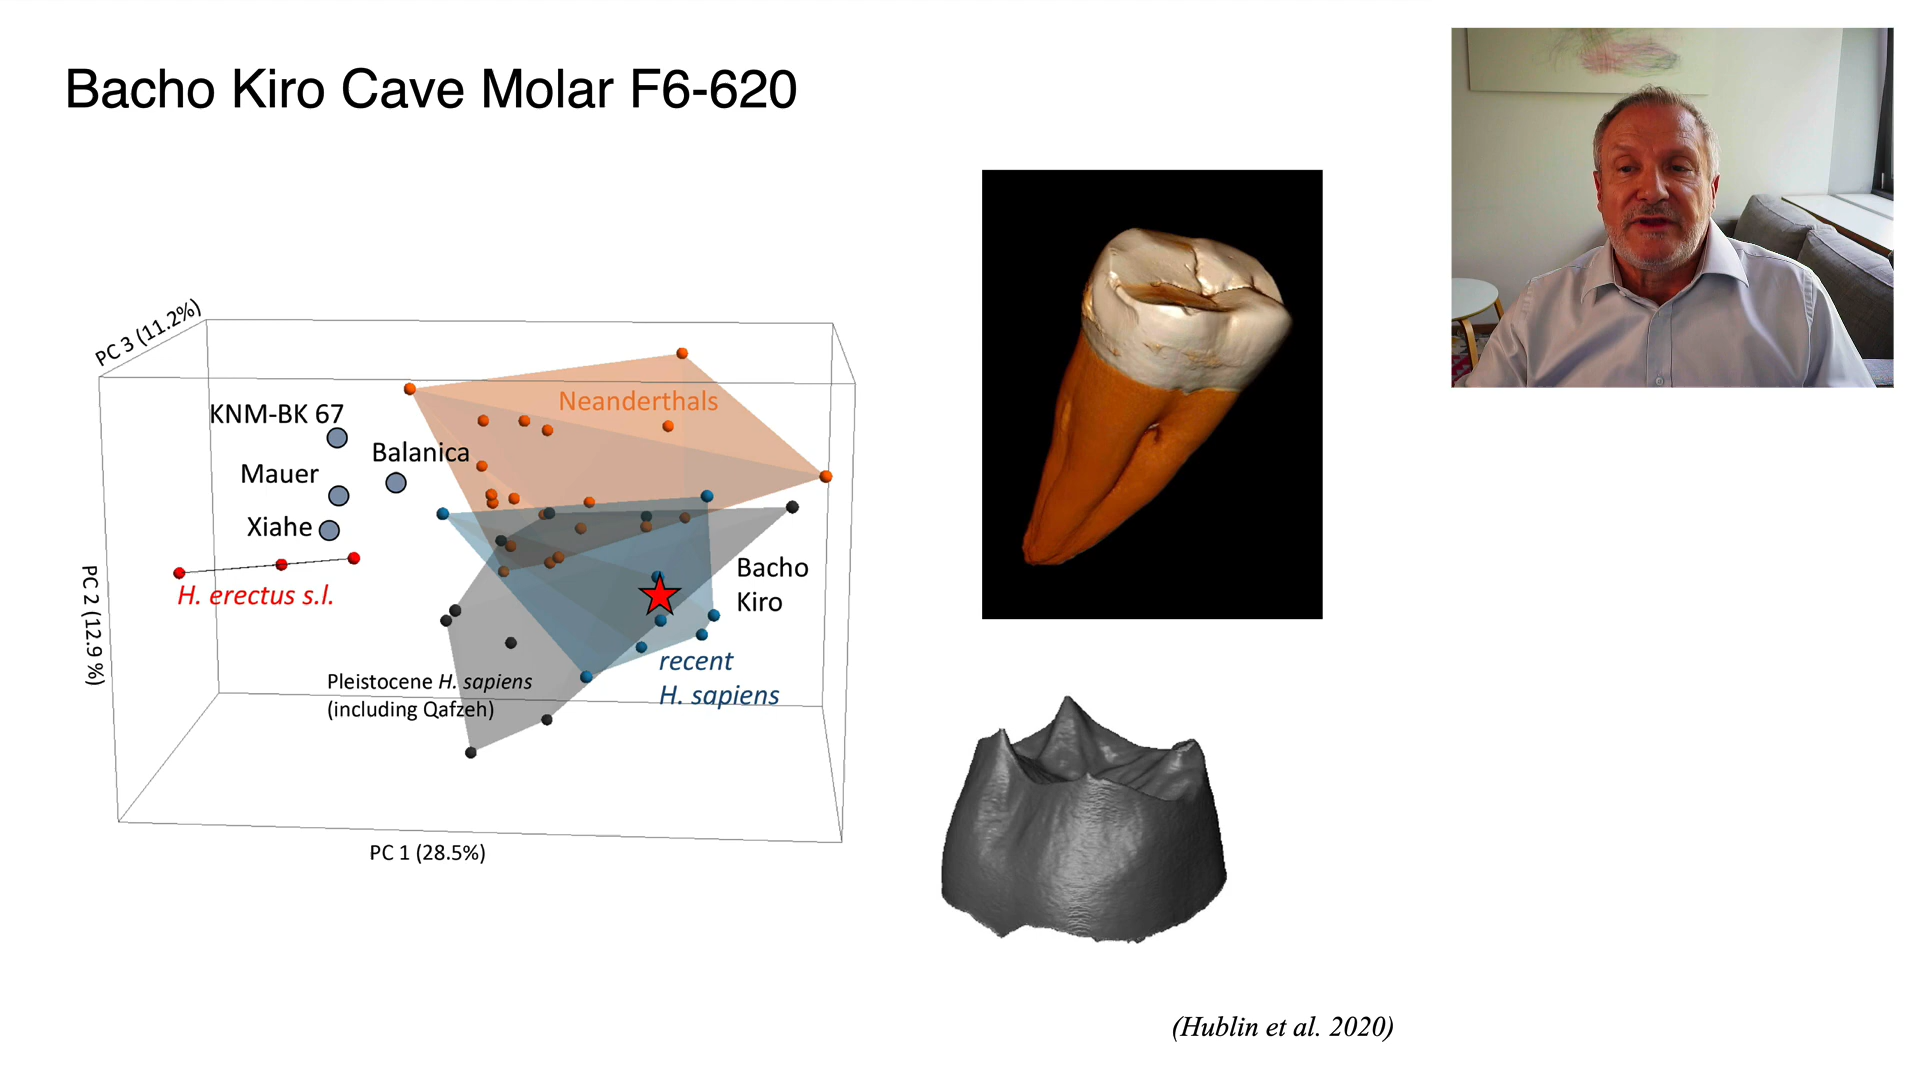 Bacho Kiro Cave Molar F6-620
PC 3 (11.2%)
KNM-BK 67
Neanderthals
Balanica
Mauer
Xiahe
H. erectus s.l.
Bacho
Kiro
PC 2 (12.9 %)
recent
H. sapiens
Pleistocene H. sapiens
(including Qafzeh)
PC 1 (28.5%)
(Hublin et al. 2020)